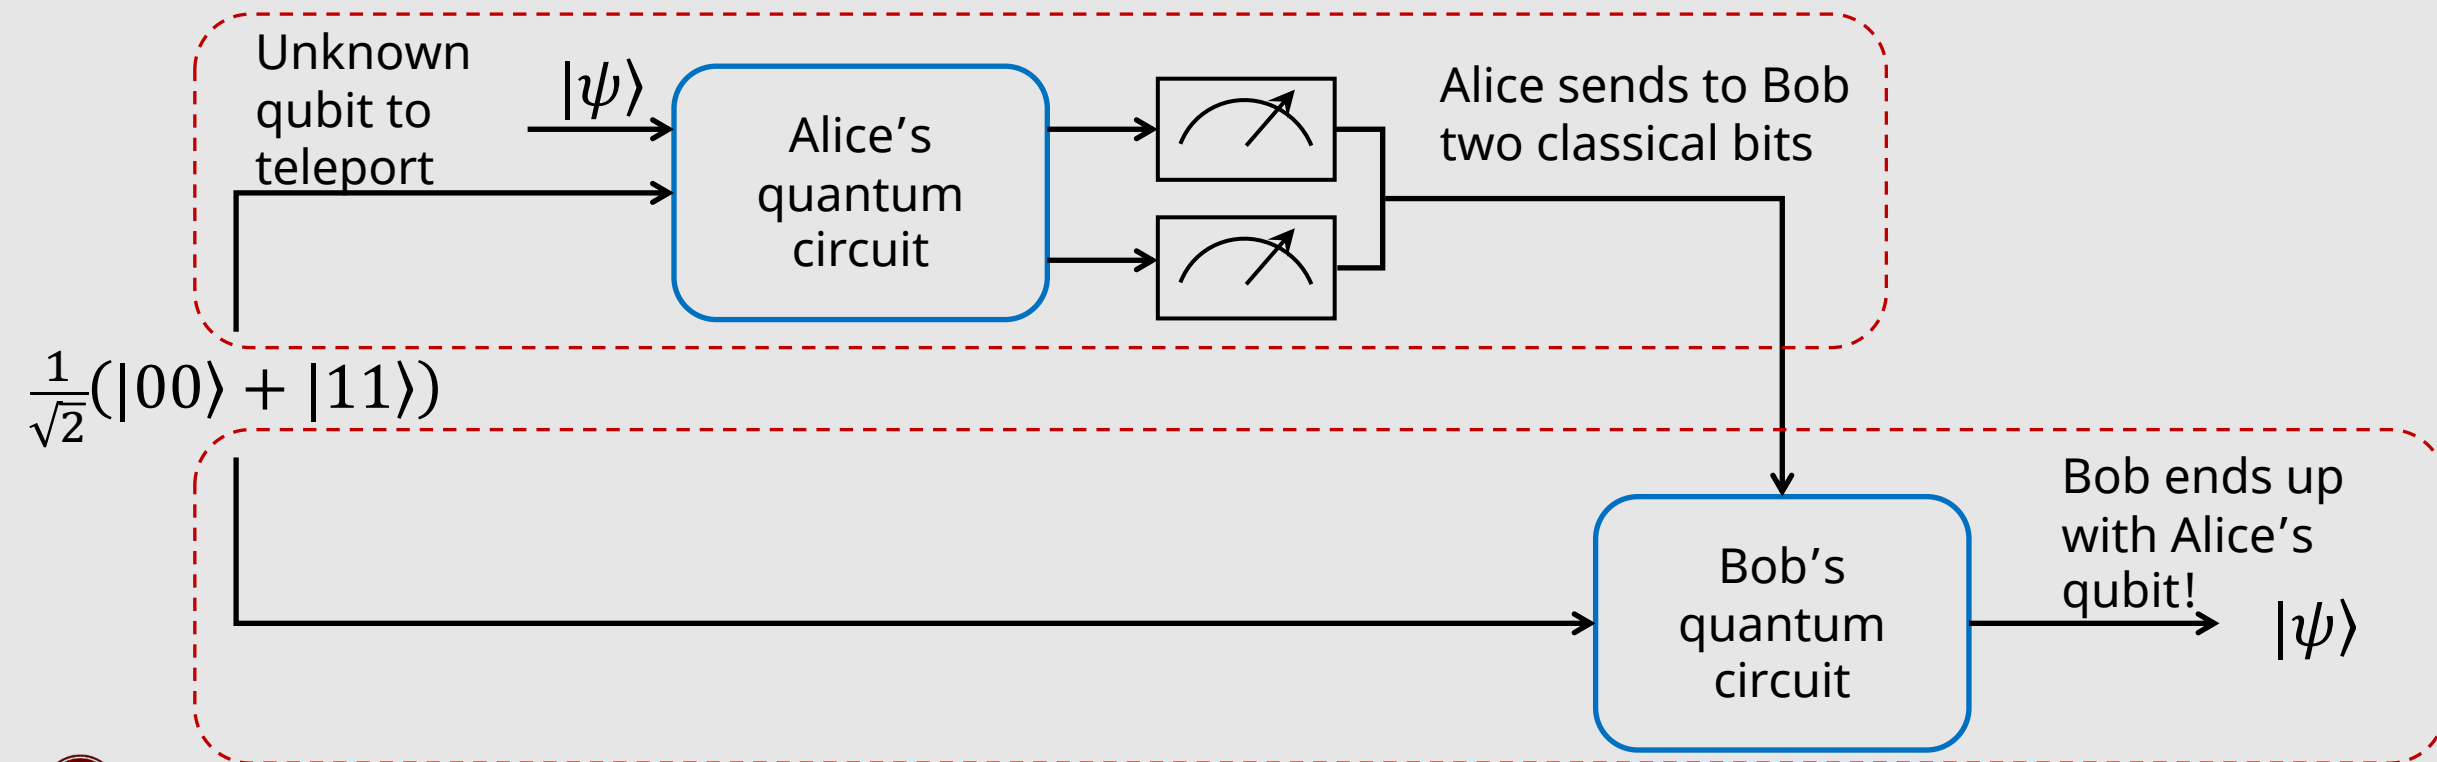 Unknown
qubit to
teleport
|ψ⟩
Alice’s
quantum
circuit
Alice sends to Bob
two classical bits
1/√2(|00⟩ + |11⟩)
Bob’s
quantum
circuit
Bob ends up
with Alice’s
qubit!
|ψ⟩